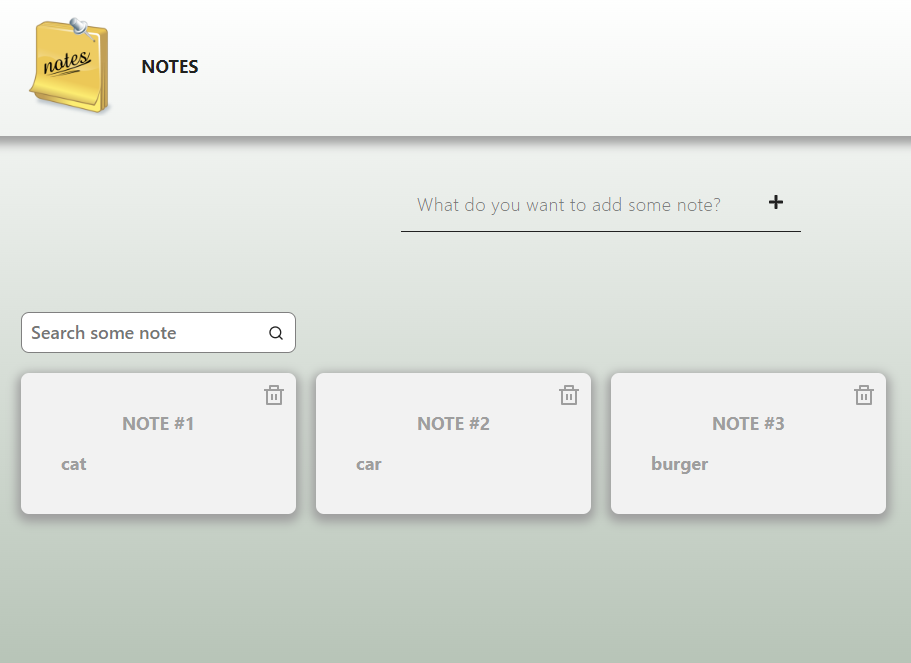 notes
NOTES
What do you want to add some note?
Search some note
NOTE #1
cat
NOTE #2
car
NOTE #3
burger